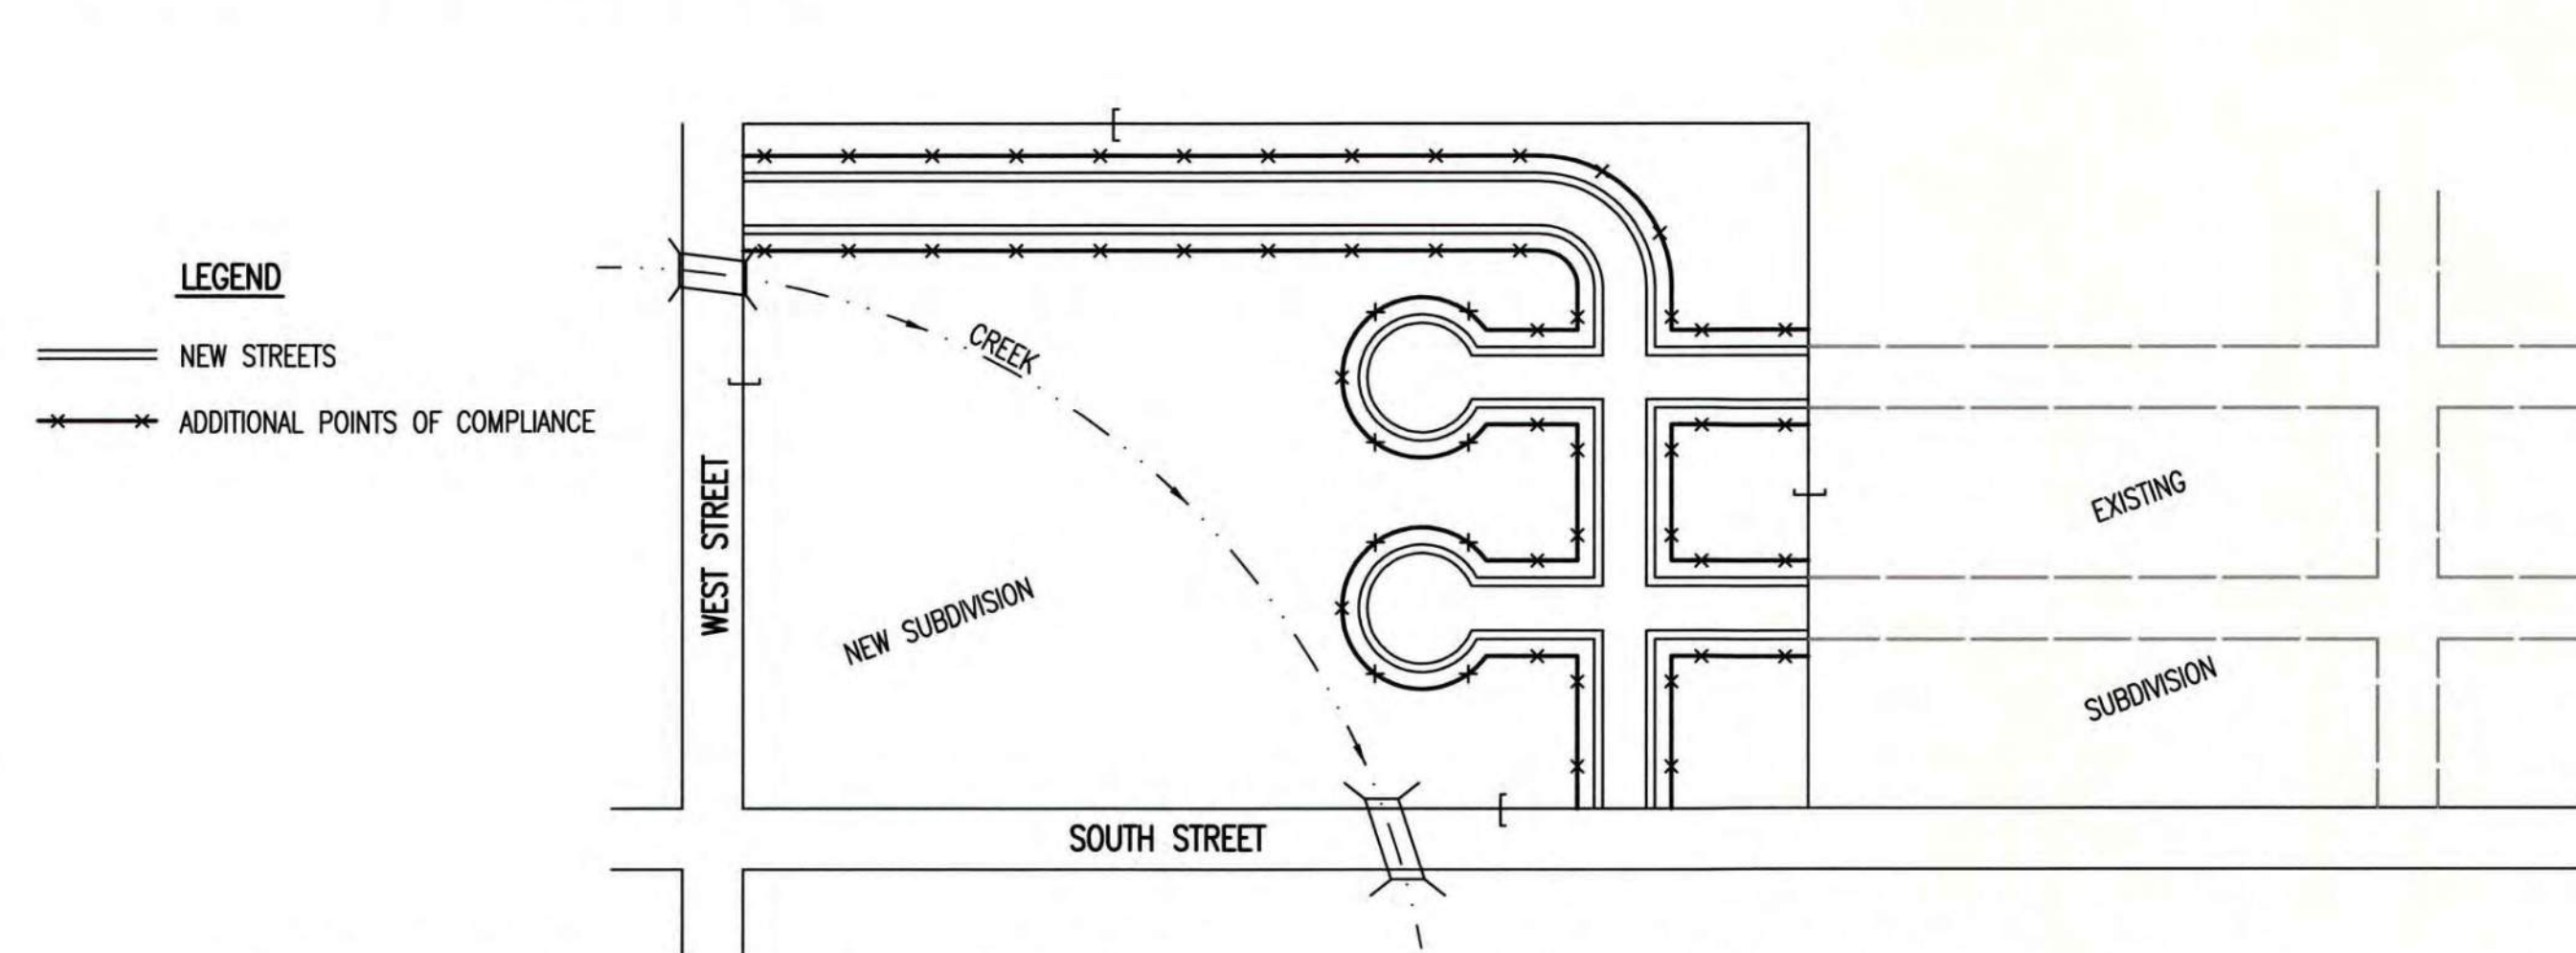 LEGEND
NEW STREETS
ADDITIONAL POINTS OF COMPLIANCE
WEST STREET
CREEK
NEW SUBDIVISION
SOUTH STREET
EXISTING
SUBDIVISION